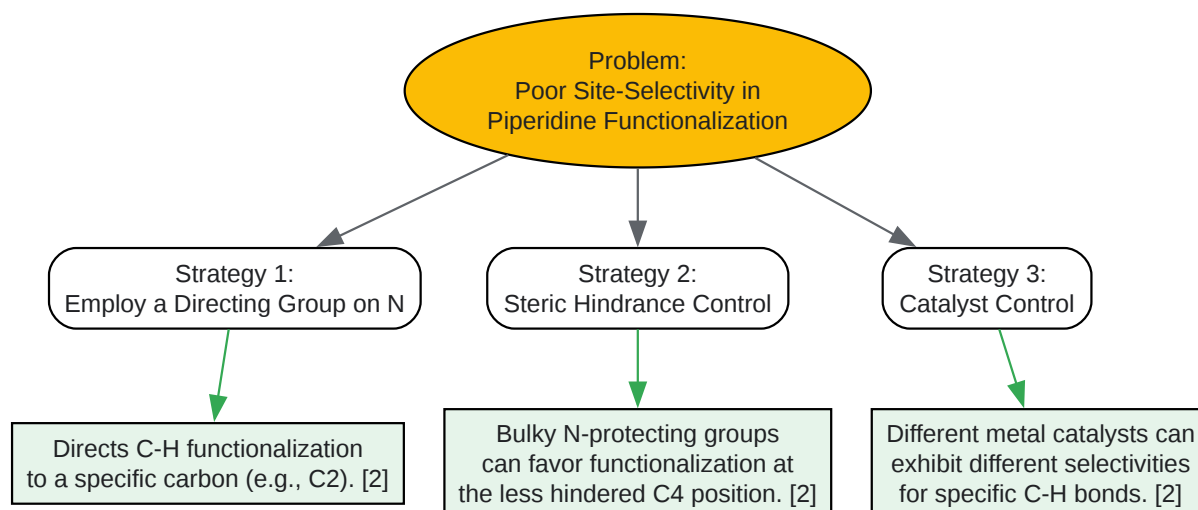 Problem:
Poor Site-Selectivity in
Piperidine Functionalization
Strategy 1:
Employ a Directing Group on N
Strategy 2:
Steric Hindrance Control
Strategy 3:
Catalyst Control
Directs C-H functionalization
to a specific carbon (e.g., C2). [2]
Bulky N-protecting groups
can favor functionalization at
the less hindered C4 position. [2]
Different metal catalysts can
exhibit different selectivities
for specific C-H bonds. [2]